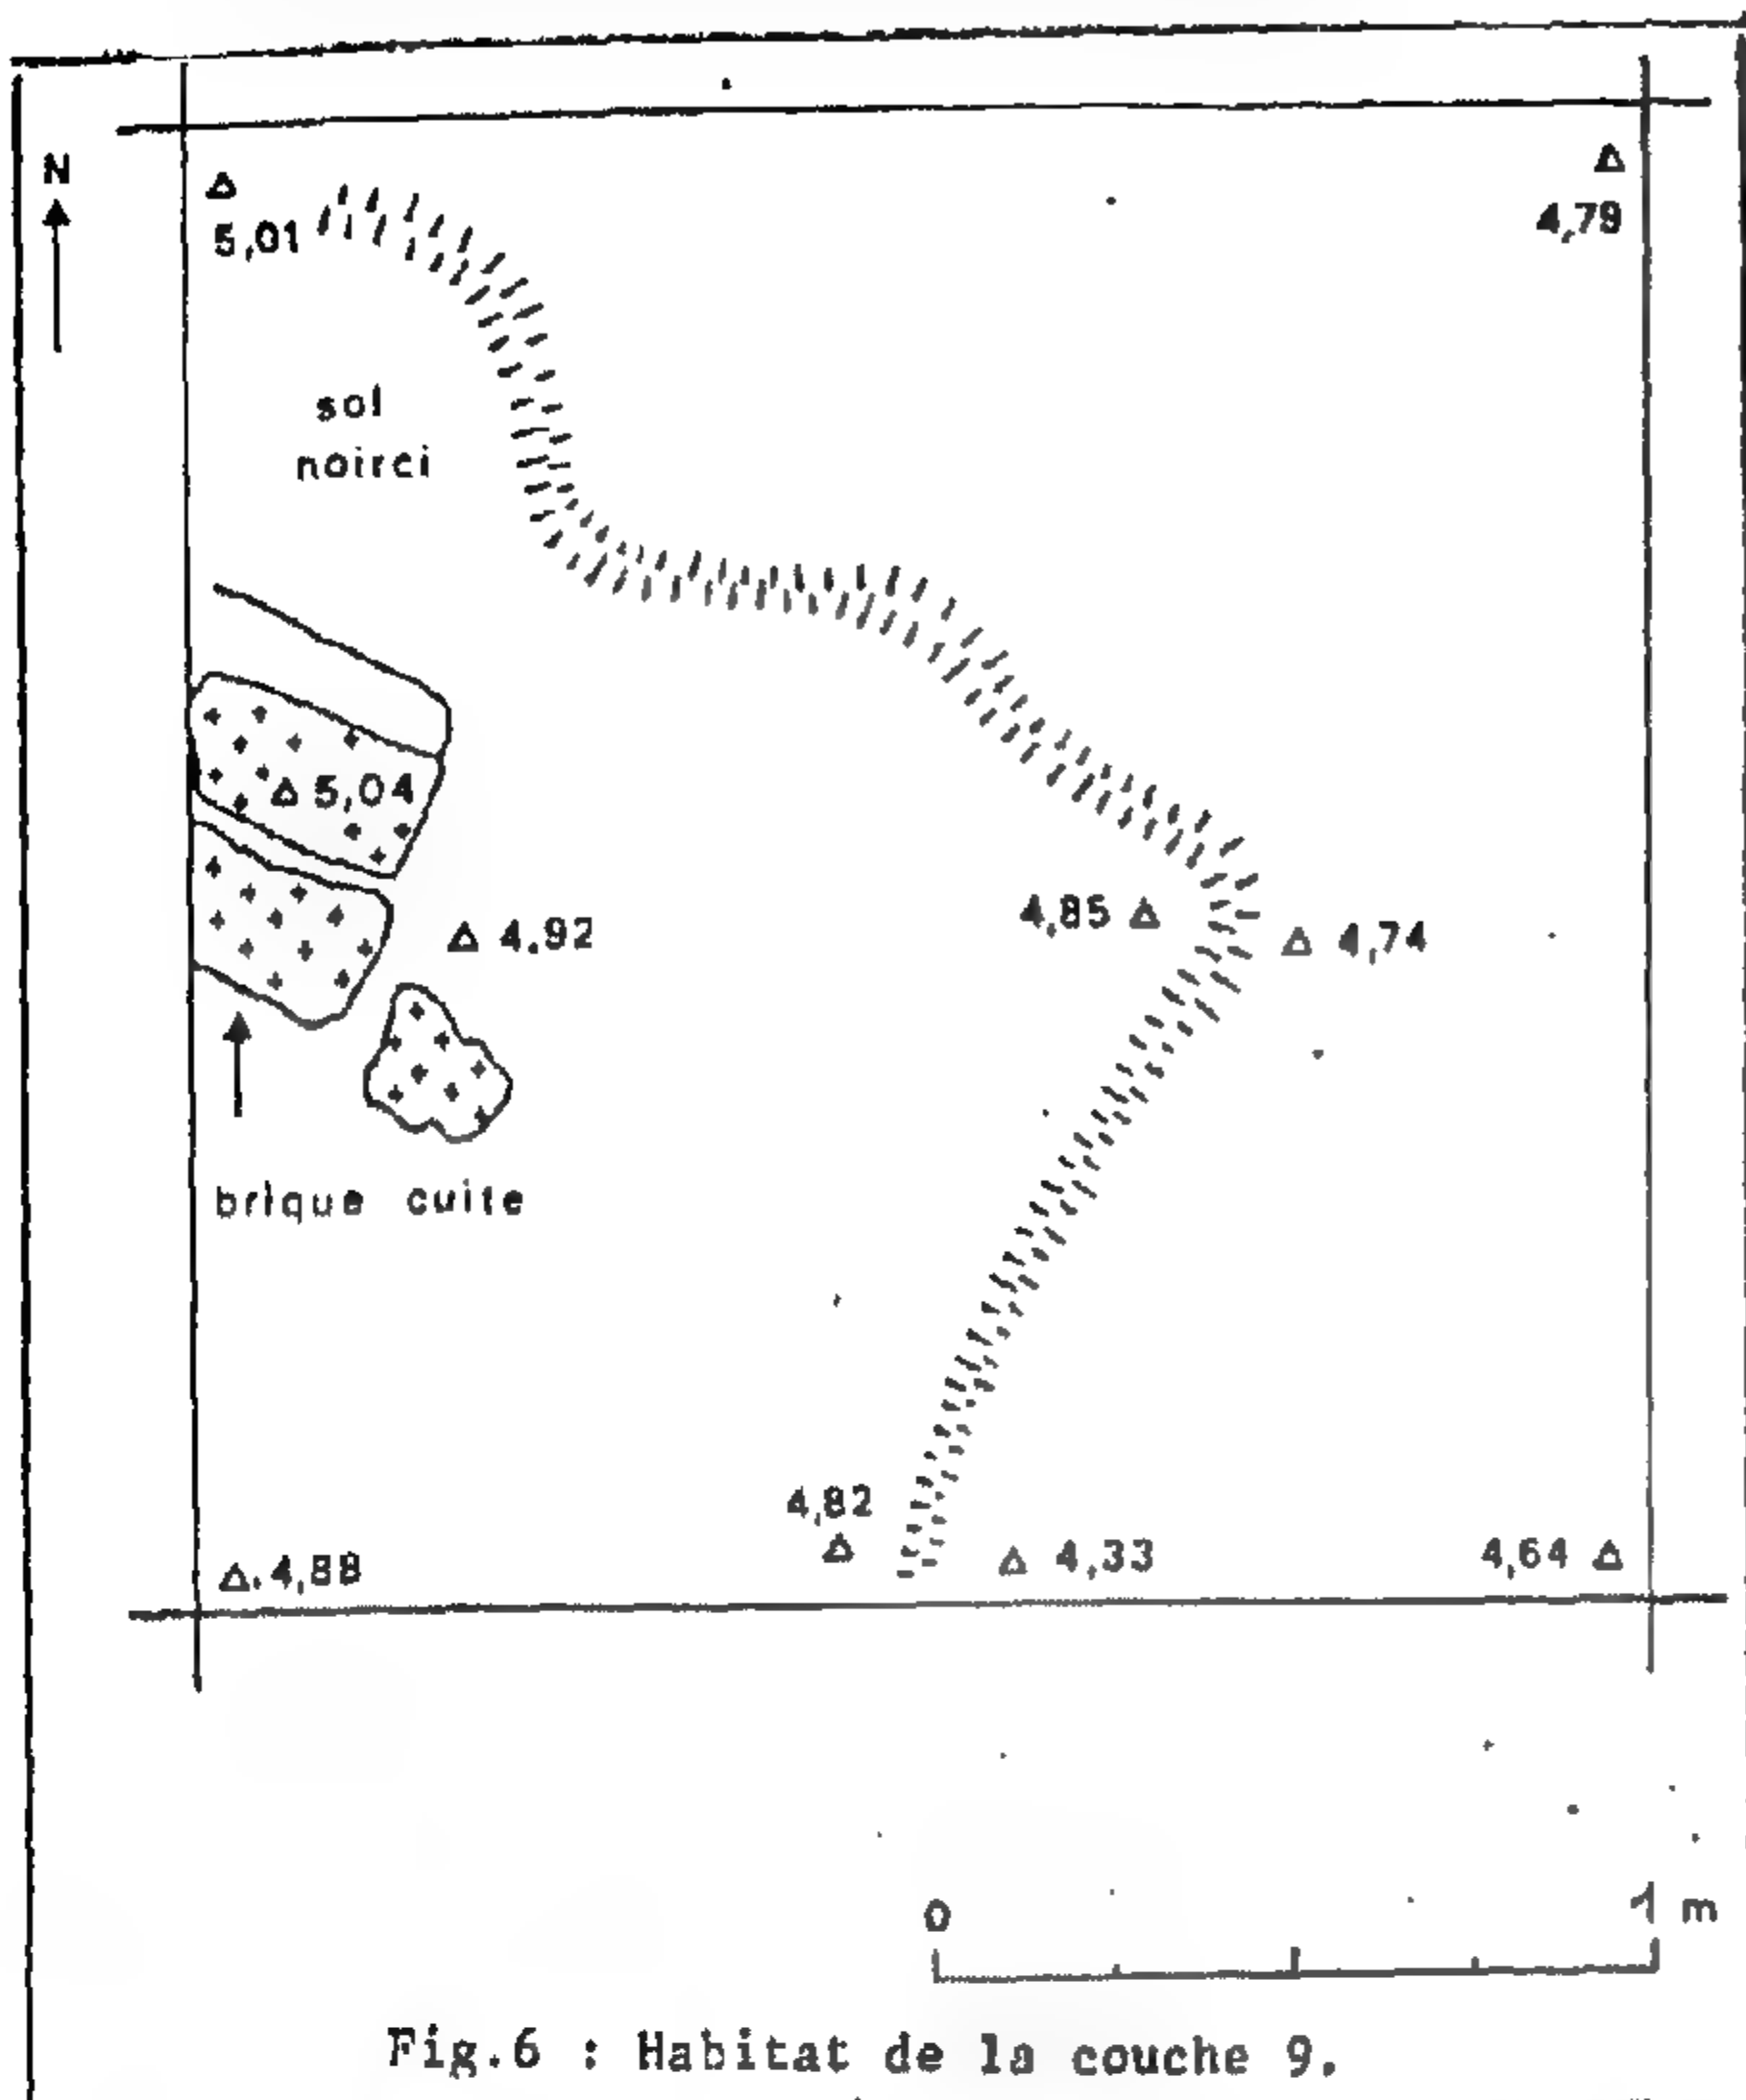 N
5,01
4,79
sol
noirci
5,04
4,92
4,85
4,74
brique cuite
4,82
4,88
4,33
4,64
0
1 m
Fig.6 : Habitat de la couche 9.